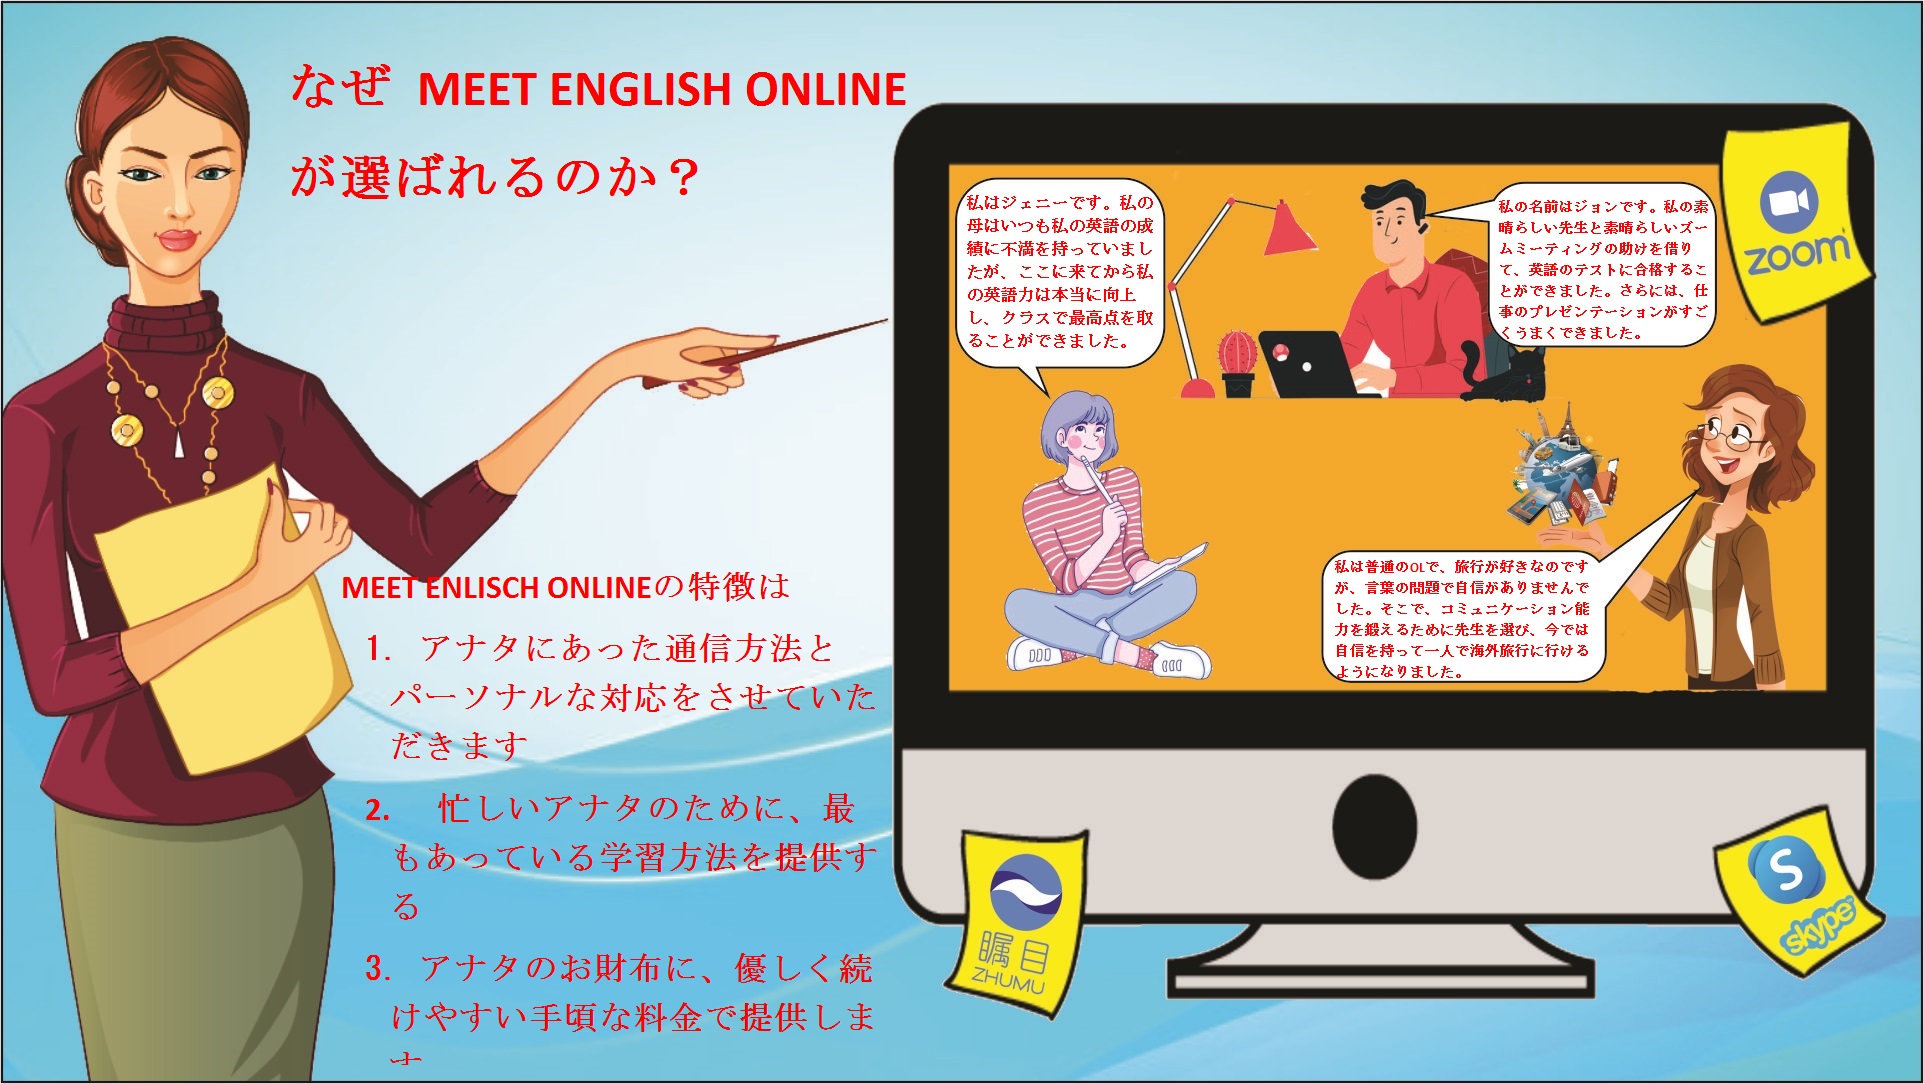 なぜ MEET ENGLISH ONLINE
が選ばれるのか？
MEET ENLISCH ONLINEの特徴は
1. アナタにあった通信方法と
パーソナルな対応をさせていた
だきます
2. 忙しいアナタのために、最
もあっている学習方法を提供す
る
3. アナタのお財布に、優しく続
けやすい手頃な料金で提供しま
す
私はジェニーです。私の
母はいつも私の英語の成
績に不満を持っていまし
たが、ここに来てから私
の英語力は本当に向上
し、クラスで最高点を取
ることができました。
私の名前はジョンです。私の素
晴らしい先生と素晴らしいズー
ムミーティングの助けを借り
て、英語のテストに合格するこ
とができました。さらには、仕
事のプレゼンテーションがすご
くうまくできました。
私は普通のOLで、旅行が好きなのです
が、言葉の問題で自信がありませんで
した。そこで、コミュニケーション能
力を鍛えるために先生を選び、今では
自信を持って一人で海外旅行に行ける
ようになりました。
zoom
瞩目
ZHUMU
S
skype